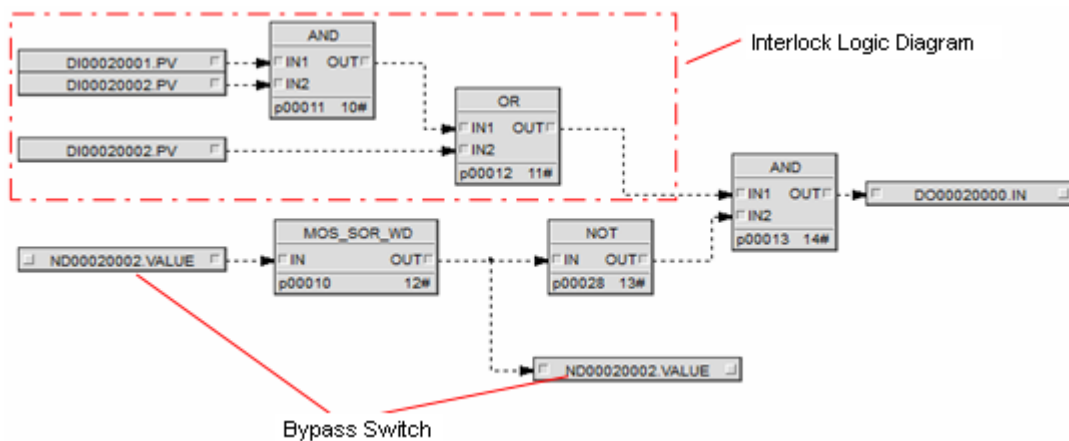 AND
Interlock Logic Diagram
DI00020001.PV
IN1 OUT
DI00020002.PV
IN2
p00011 10#
OR
IN1 OUT
DI00020002.PV
IN2
p00012 11#
AND
IN1 OUT
DO00020000.IN
IN2
p00013 14#
MOS_SOR_WD
NOT
ND00020002.VALUE
IN OUT
IN OUT
p00010 12#
p00028 13#
ND00020002.VALUE
Bypass Switch